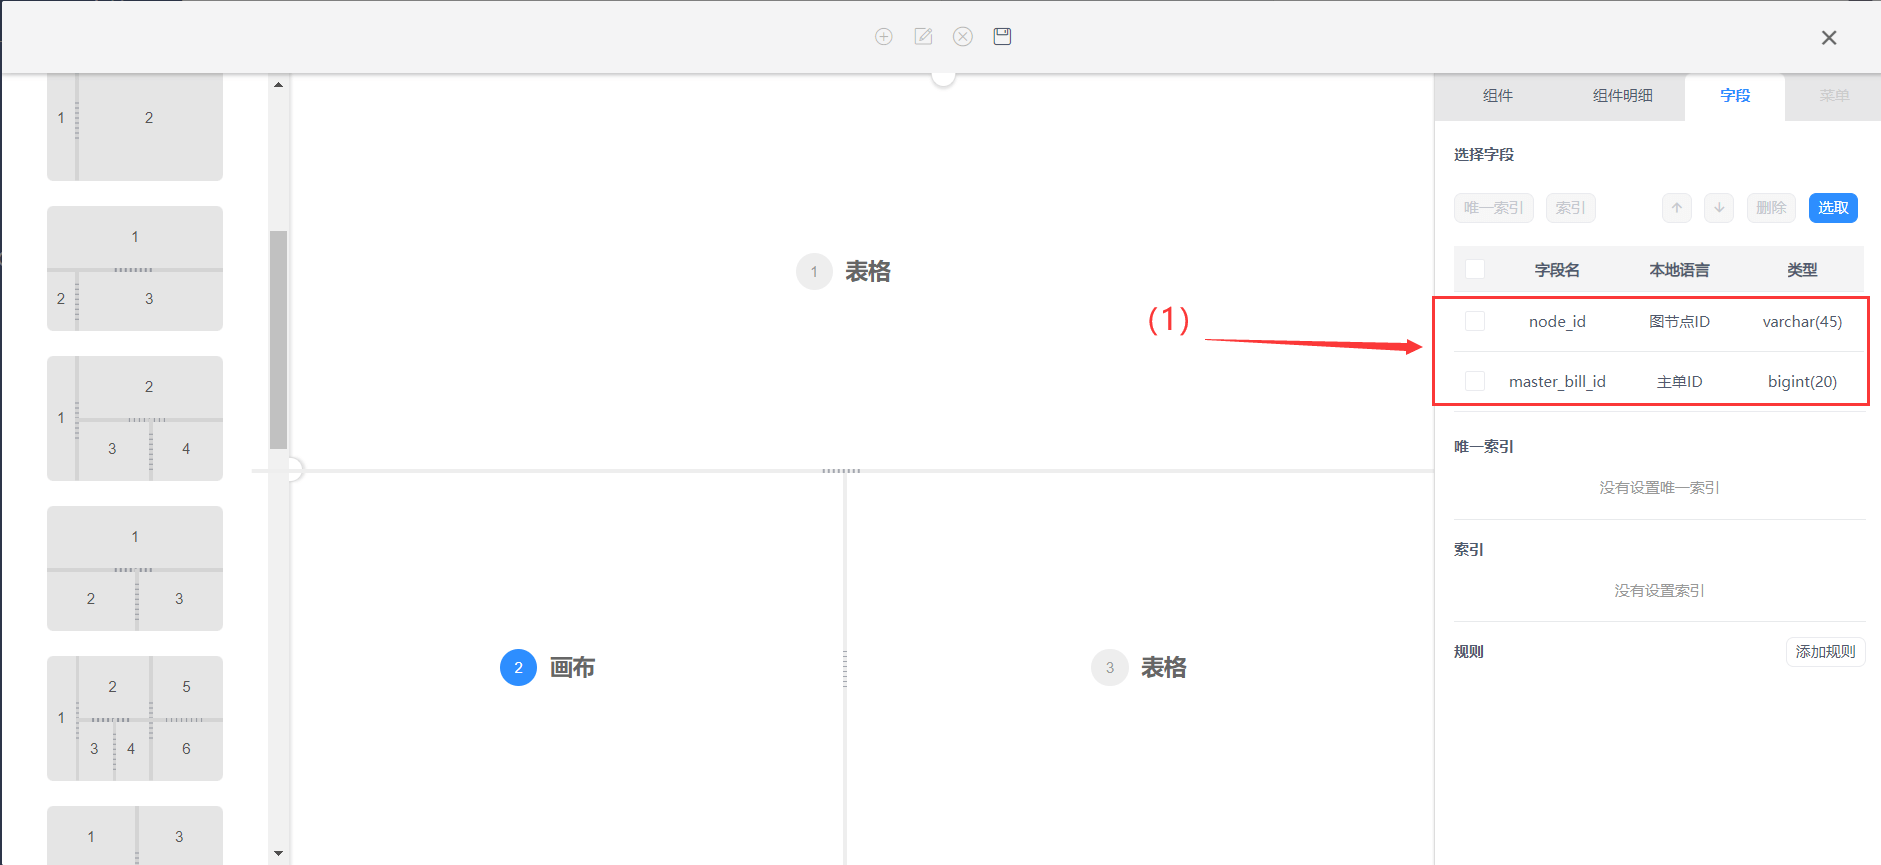 组件 组件明细 字段 菜单
选择字段
唯一索引 索引 删除 选取
字段名 本地语言 类型
node_id 图节点ID varchar(45)
master_bill_id 主单ID bigint(20)
唯一索引
没有设置唯一索引
索引
没有设置索引
规则 添加规则
(1)
1 表格
2 画布
3 表格
1 2
1
2 3
2
1
3 4
1
2 3
2 5
1
3 4 6
1 3